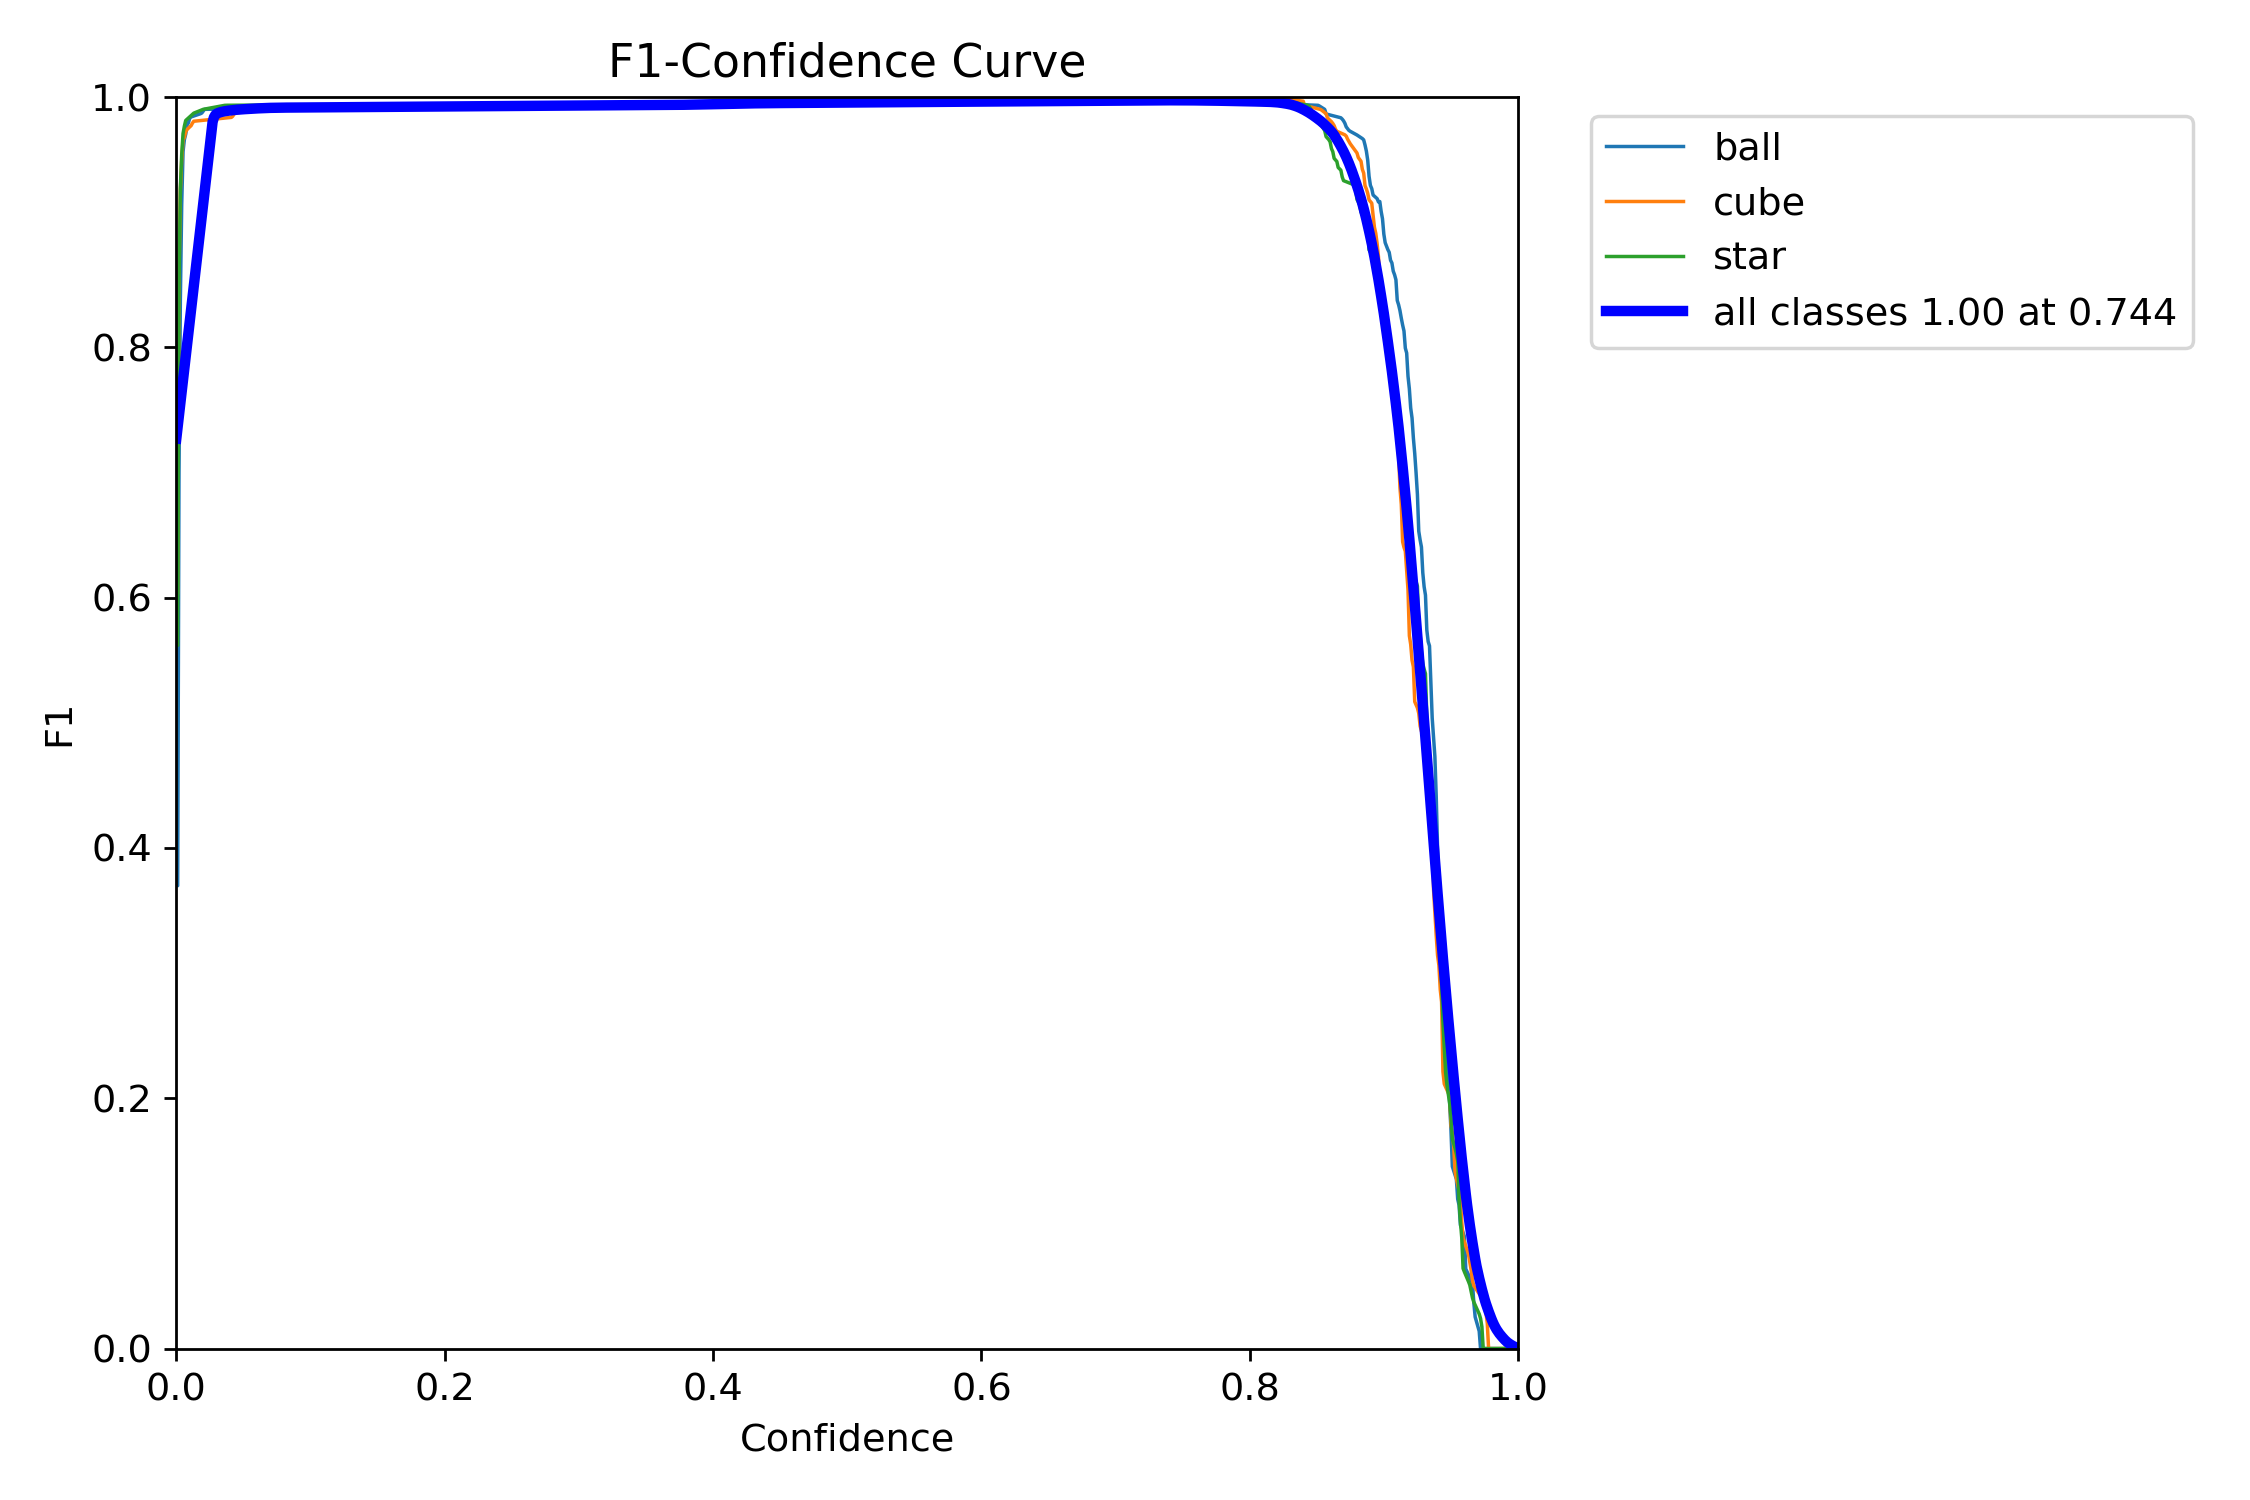 F1-Confidence Curve
1.0
0.8
0.6
0.4
0.2
0.0
F1
0.0 0.2 0.4 0.6 0.8 1.0
Confidence
ball
cube
star
all classes 1.00 at 0.744